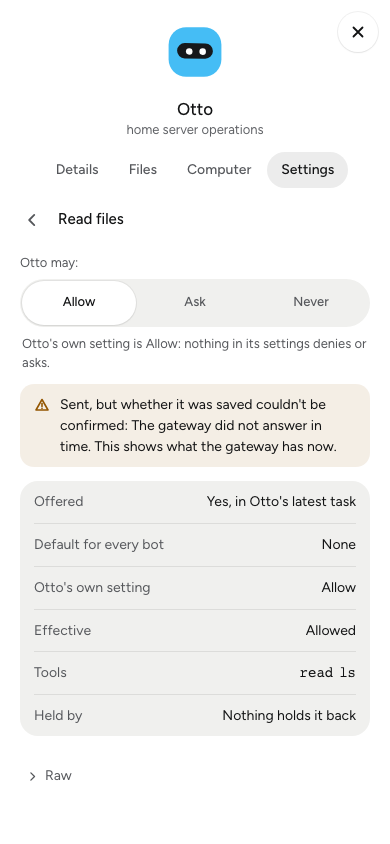 Otto
home server operations
Details Files Computer Settings
Read files
Otto may:
Allow Ask Never
Otto's own setting is Allow: nothing in its settings denies or
asks.
Sent, but whether it was saved couldn't be
confirmed: The gateway did not answer in
time. This shows what the gateway has now.
Offered Yes, in Otto's latest task
Default for every bot None
Otto's own setting Allow
Effective Allowed
Tools read ls
Held by Nothing holds it back
Raw